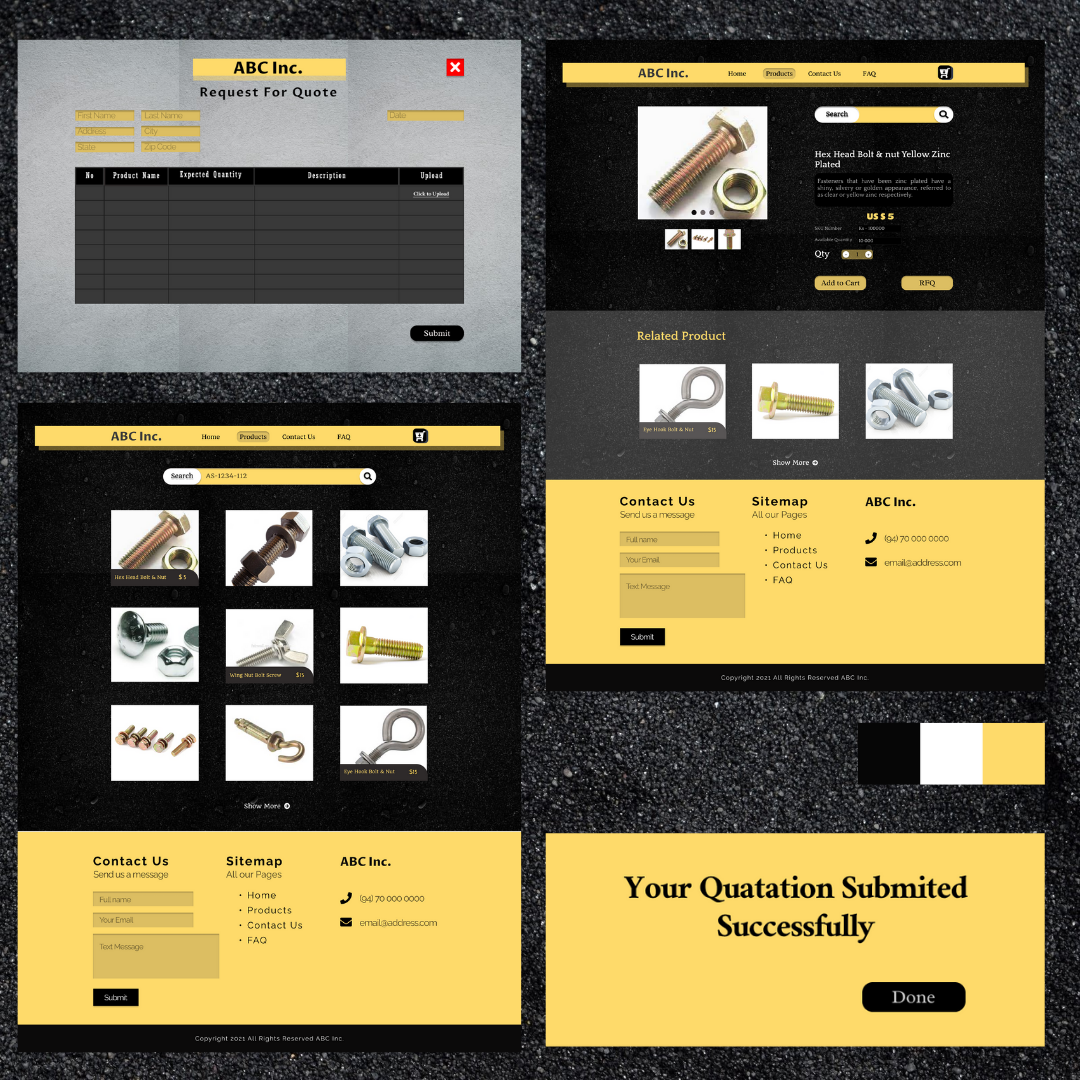 ABC Inc.
Request For Quote
First Name Last Name Date
Address City
State Zip Code
No Product Name Expected Quantity Description Upload
Click to Upload
Submit
ABC Inc. Home Products Contact Us FAQ
Search
Hex Head Bolt & nut Yellow Zinc
Plated
Fasteners that have been zinc plated have a
shiny, silvery or golden appearance, referred to
as clear or yellow zinc respectively.
US $ 5
SKU Number
Available Quantity 10 000
Qty - 1 +
Add to Cart RFQ
Related Product
Eye Hook Bolt & Nut $15
Show More
Contact Us Sitemap ABC Inc.
Send us a message All our Pages
Full name • Home (94) 70 000 0000
Your Email • Products email@address.com
Text Message • Contact Us
• FAQ
Submit
Copyright 2021 All Rights Reserved ABC Inc.
ABC Inc. Home Products Contact Us FAQ
Search AS-1234-112
Hex Head Bolt & Nut $ 5
Wing Nut Bolt Screw $15
Eye Hook Bolt & Nut $15
Show More
Contact Us Sitemap ABC Inc.
Send us a message All our Pages
Full name • Home (94) 70 000 0000
Your Email • Products email@address.com
Text Message • Contact Us
• FAQ
Submit
Copyright 2021 All Rights Reserved ABC Inc.
Your Quatation Submited
Successfully
Done